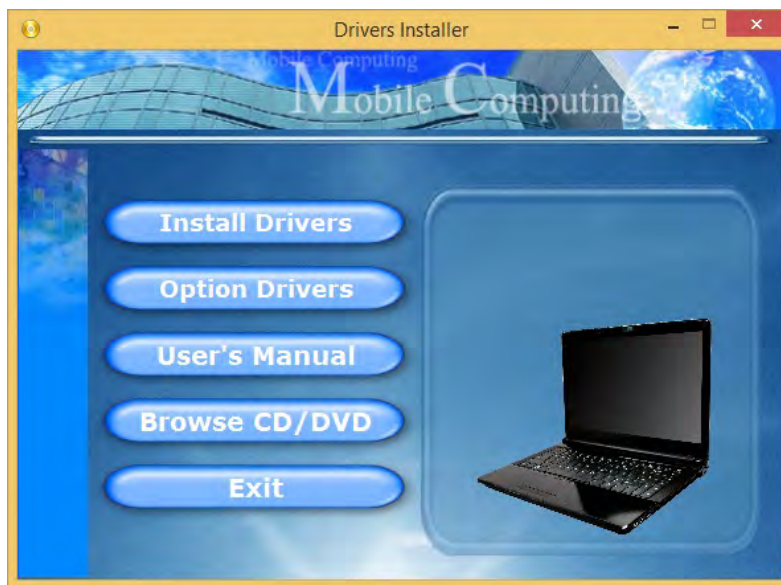 Drivers Installer
Mobile Computing
Mobile Computing
Install Drivers
Option Drivers
User's Manual
Browse CD/DVD
Exit